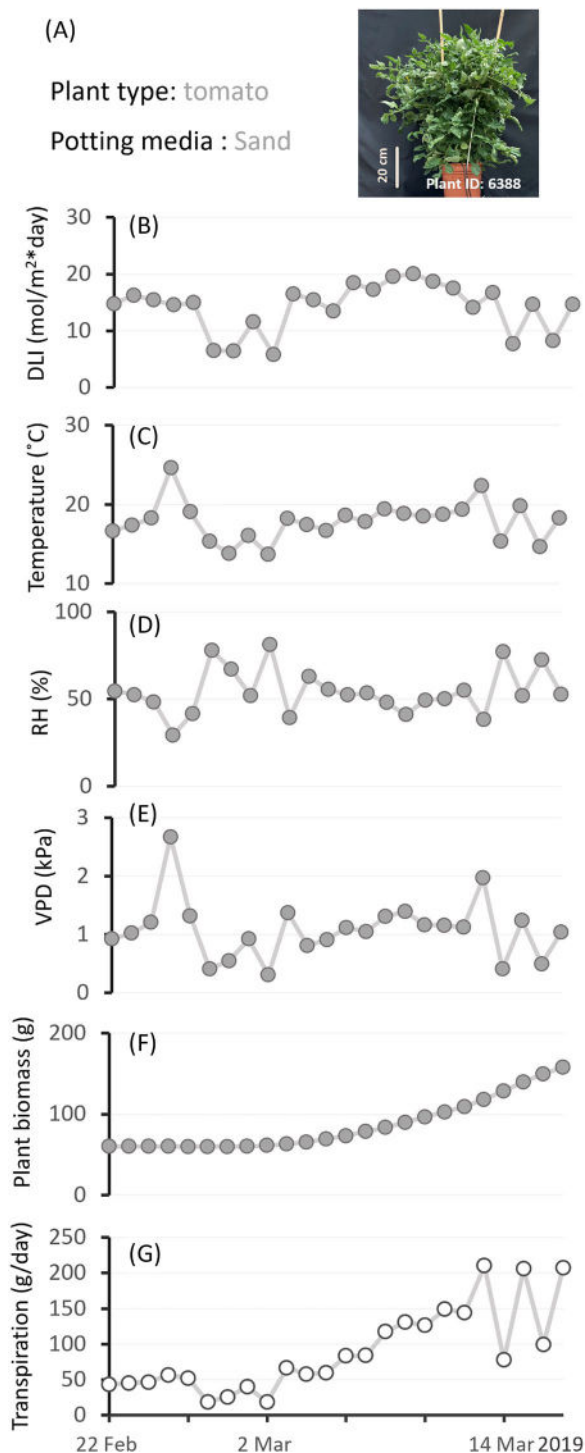 (A)
Plant type: tomato
Potting media : Sand
20 cm
Plant ID: 6388
(B)
DLI (mol/m²*day)
30
20
10
0
(C)
Temperature (˚C)
30
20
10
(D)
RH (%)
100
50
0
(E)
VPD (kPa)
3
2
1
0
(F)
Plant biomass (g)
200
100
0
(G)
Transpiration (g/day)
250
200
150
100
50
0
22 Feb
2 Mar
14 Mar 2019